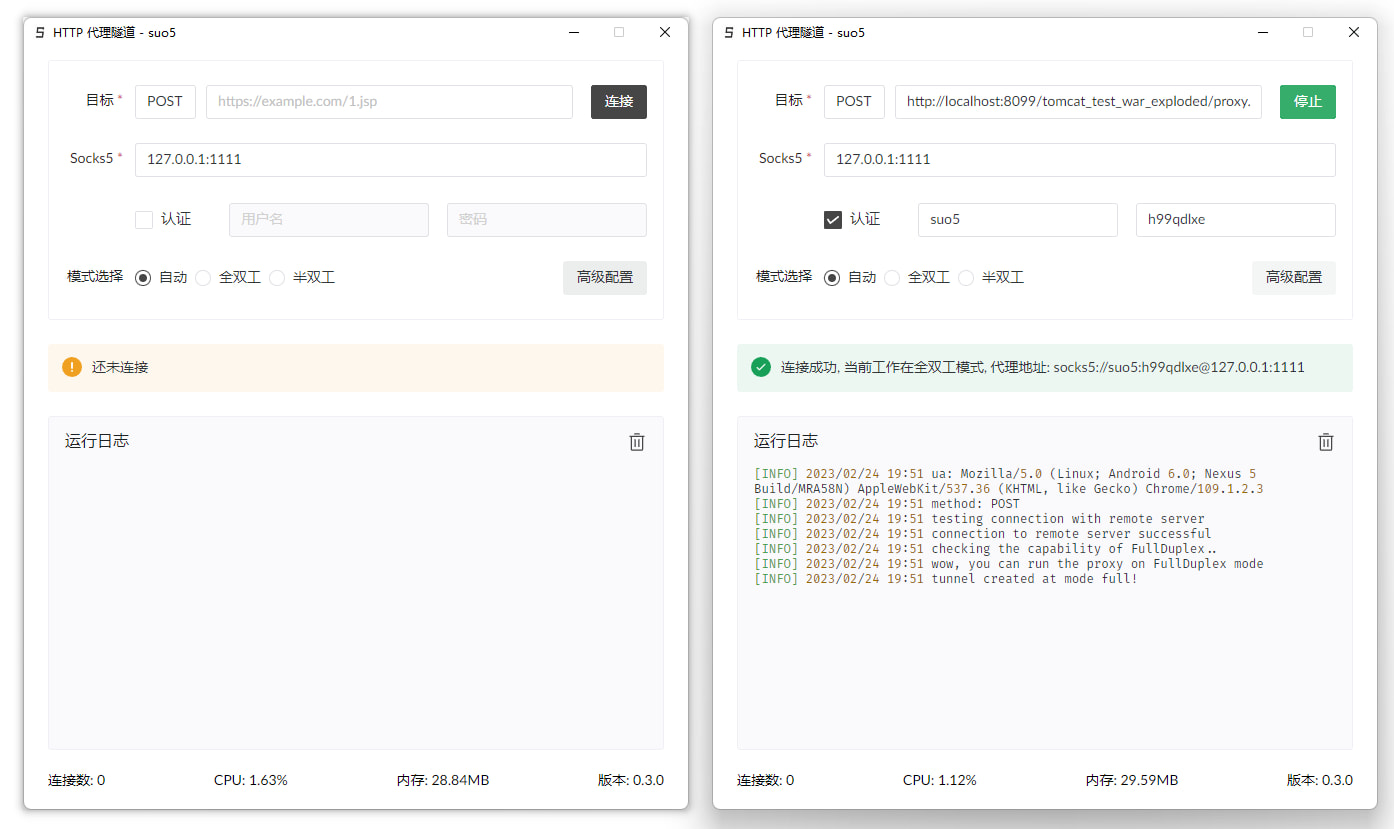 HTTP 代理隧道 - suo5
目标 * POST https://example.com/1.jsp 连接
Socks5 * 127.0.0.1:1111
认证 用户名 密码
模式选择 自动 全双工 半双工 高级配置
还未连接
运行日志
连接数: 0 CPU: 1.63% 内存: 28.84MB 版本: 0.3.0
HTTP 代理隧道 - suo5
目标 * POST http://localhost:8099/tomcat_test_war_exploded/proxy. 停止
Socks5 * 127.0.0.1:1111
认证 suo5 h99qdlxe
模式选择 自动 全双工 半双工 高级配置
连接成功, 当前工作在全双工模式, 代理地址: socks5://suo5:h99qdlxe@127.0.0.1:1111
运行日志
[INFO] 2023/02/24 19:51 ua: Mozilla/5.0 (Linux; Android 6.0; Nexus 5
Build/MRA58N) AppleWebKit/537.36 (KHTML, like Gecko) Chrome/109.1.2.3
[INFO] 2023/02/24 19:51 method: POST
[INFO] 2023/02/24 19:51 testing connection with remote server
[INFO] 2023/02/24 19:51 connection to remote server successful
[INFO] 2023/02/24 19:51 checking the capability of FullDuplex..
[INFO] 2023/02/24 19:51 wow, you can run the proxy on FullDuplex mode
[INFO] 2023/02/24 19:51 tunnel created at mode full!
连接数: 0 CPU: 1.12% 内存: 29.59MB 版本: 0.3.0